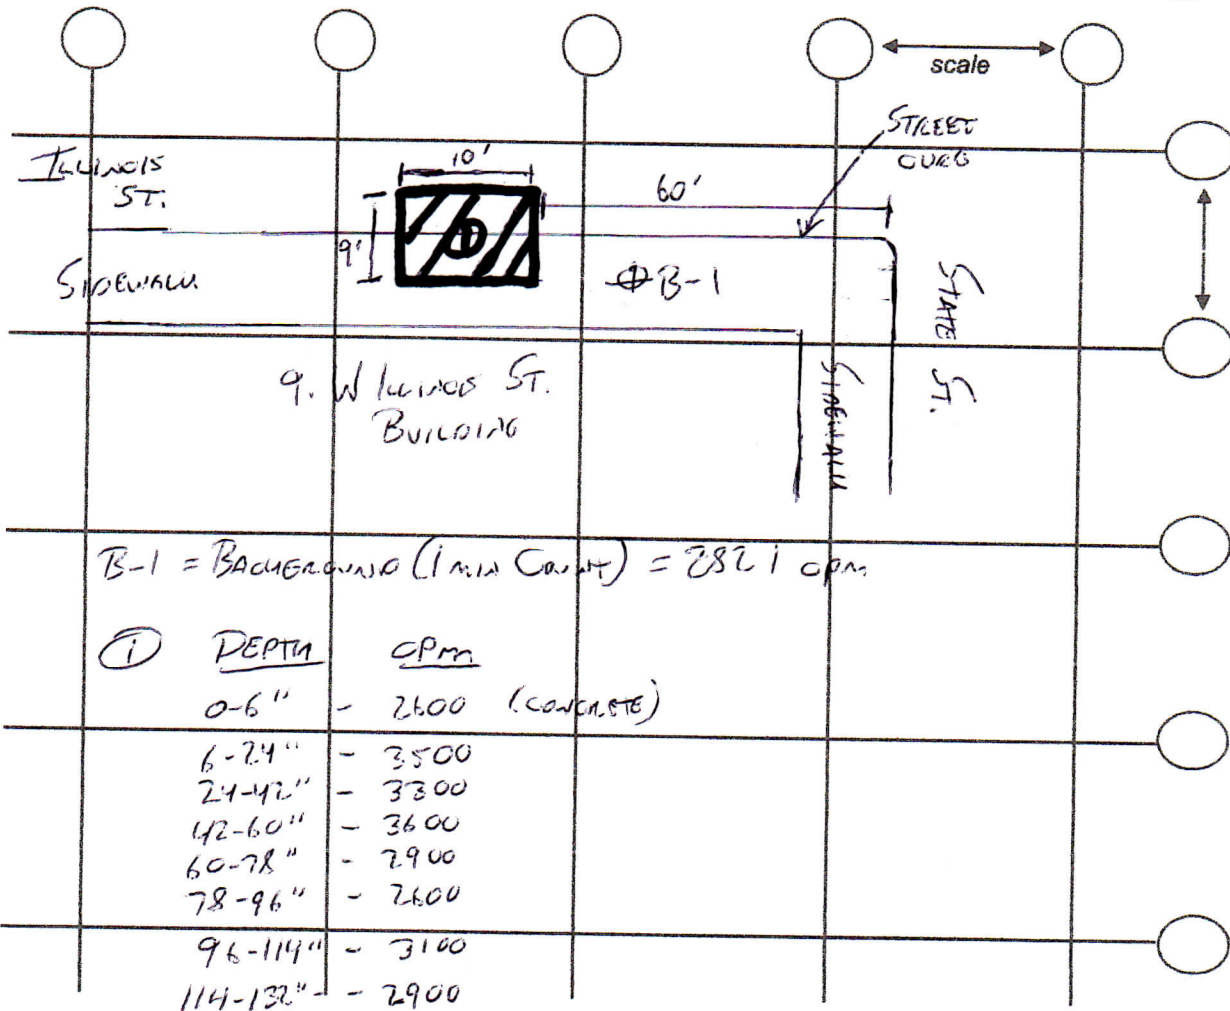 scale
STREET
CURB
ILLINOIS
ST.
10'
60'
9'
1
SIDEWALK
B-1
STATE ST.
SIDEWALK
9. W ILLINOIS ST.
BUILDING
B-1 = BACKGROUND (1 MIN COUNT) = 2821 cpm
1 DEPTH CPM
0-6" - 2600 (CONCRETE)
6-24" - 3500
24-42" - 3300
42-60" - 3600
60-78" - 2900
78-96" - 2600
96-114" - 3100
114-132" - 2900